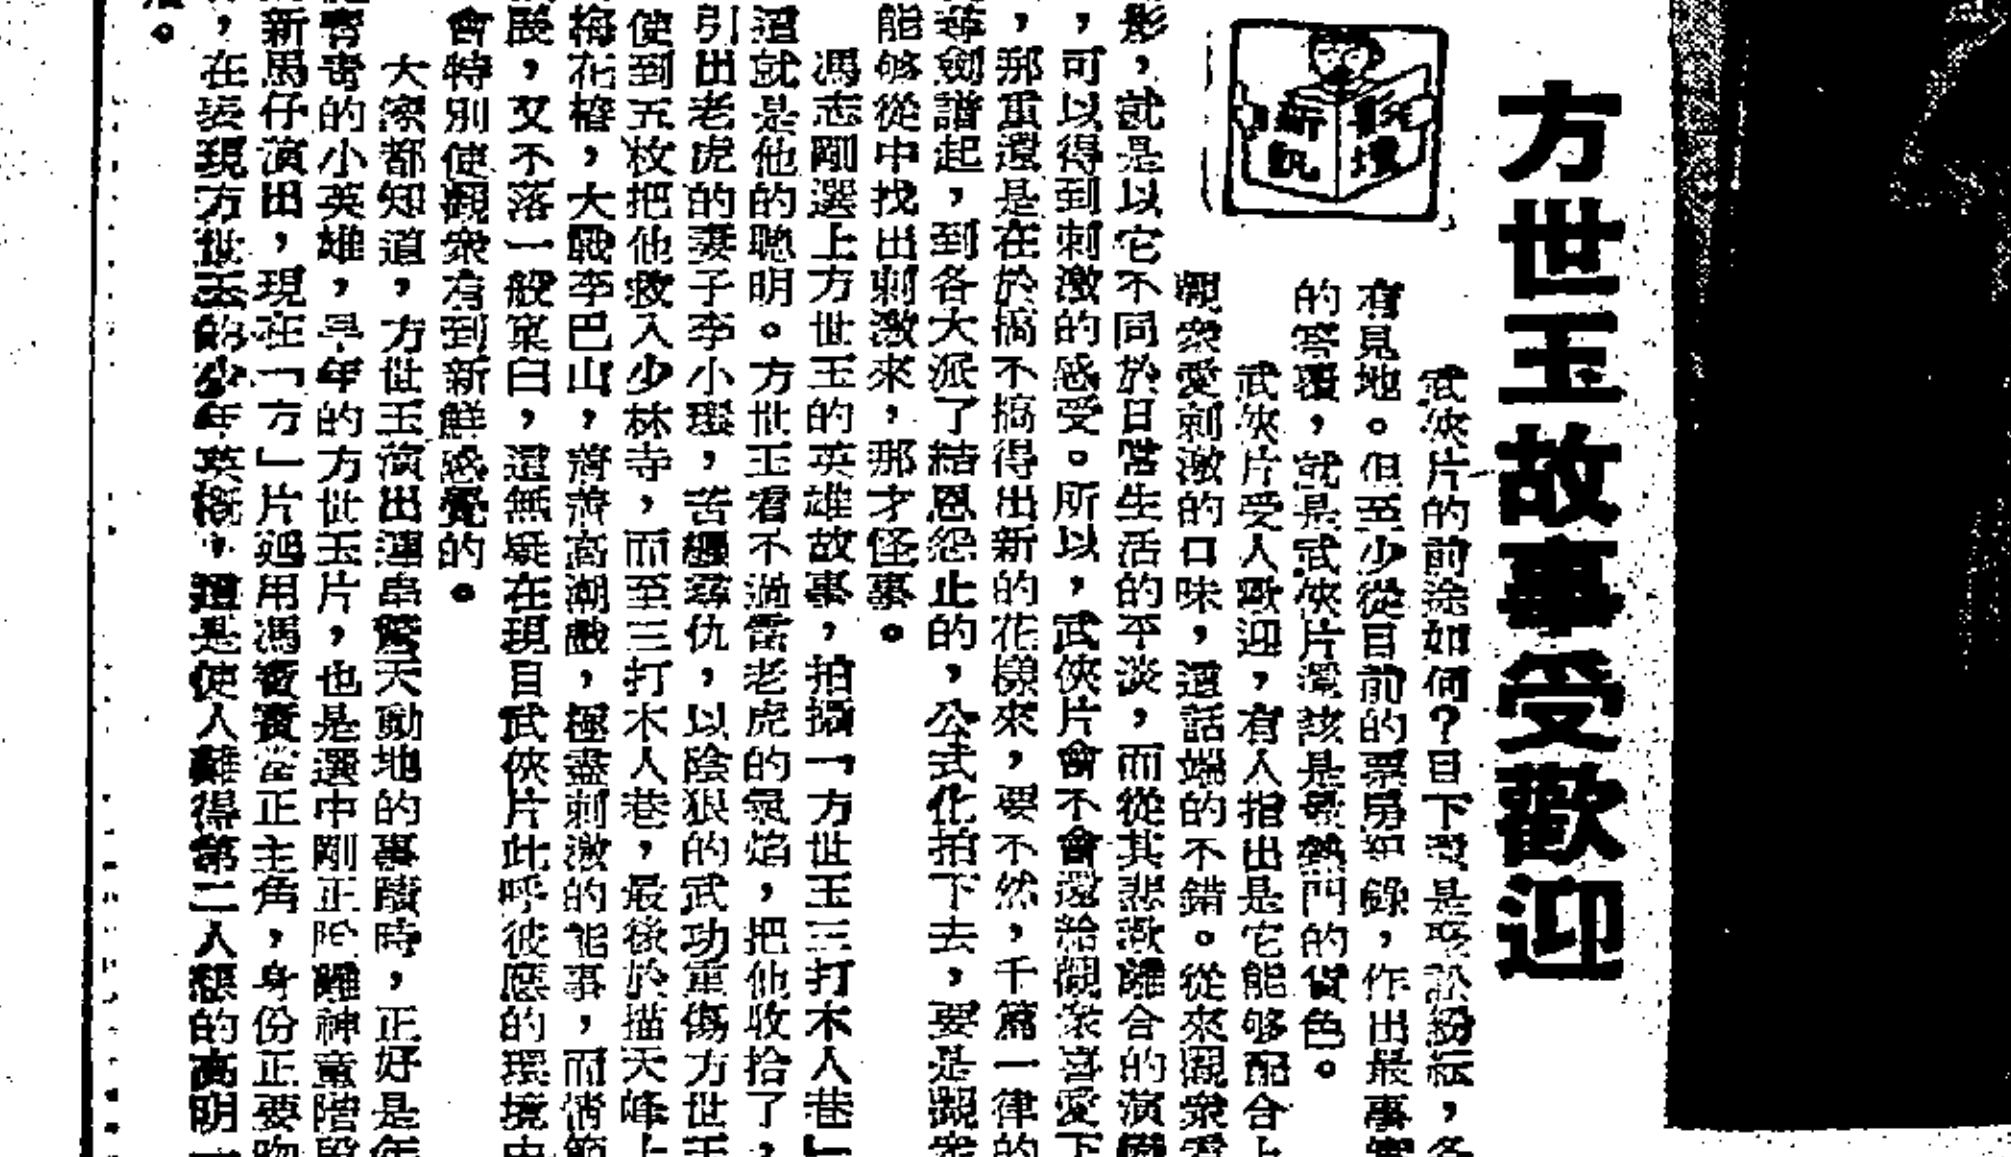 方世玉故事受歡迎
影壇
新訊
武俠片的前途如何？目下還是聚訟紛紜，各
有見地。但至少從目前的票房紀錄，作出最事實
的答覆，就是武俠片還該是最熱門的貨色。
武俠片受人歡迎，有人指出是它能够配合上
觀衆愛刺激的口味，這話端的不錯。從來觀衆看
影，就是以它不同於日常生活的平淡，而從其悲歡離合的演變
，可以得到刺激的感受。所以，武俠片會不會還給觀衆喜愛下
，那重還是在於搞不搞得出新的花樣來，要不然，千篇一律的
尋劍譜起，到各大派了結恩怨止的，公式化拍下去，要是觀衆
能够從中找出刺激來，那才怪事。
馮志剛選上方世玉的英雄故事，拍攝「方世玉三打木人巷」
這就是他的聰明。方世玉看不過雷老虎的氣焰，把他收拾了，
引出老虎的妻子李小環，苦纏尋仇，以陰狠的武功重傷方世玉
使到五枚把他救入少林寺，而至三打木人巷，最後於描天峰上
梅花樁，大戰李巴山，蔣蔣高潮戲，極盡刺激的能事，而情節
展，又不落一般窠臼，這無疑在現目武俠片此呼彼應的環境中
會特別使觀衆有到新鮮感覺的。
大家都知道，方世玉演出連串驚天動地的事蹟時，正好是年
青的小英雄，早年的方世玉片，也是選中剛正脫離神童階段
新馬仔演出，現在「方」片起用馮寶寶當正主角，身份正要吻
，在表現方世玉的少年英概，這是使人難得第二人想的高明一
。